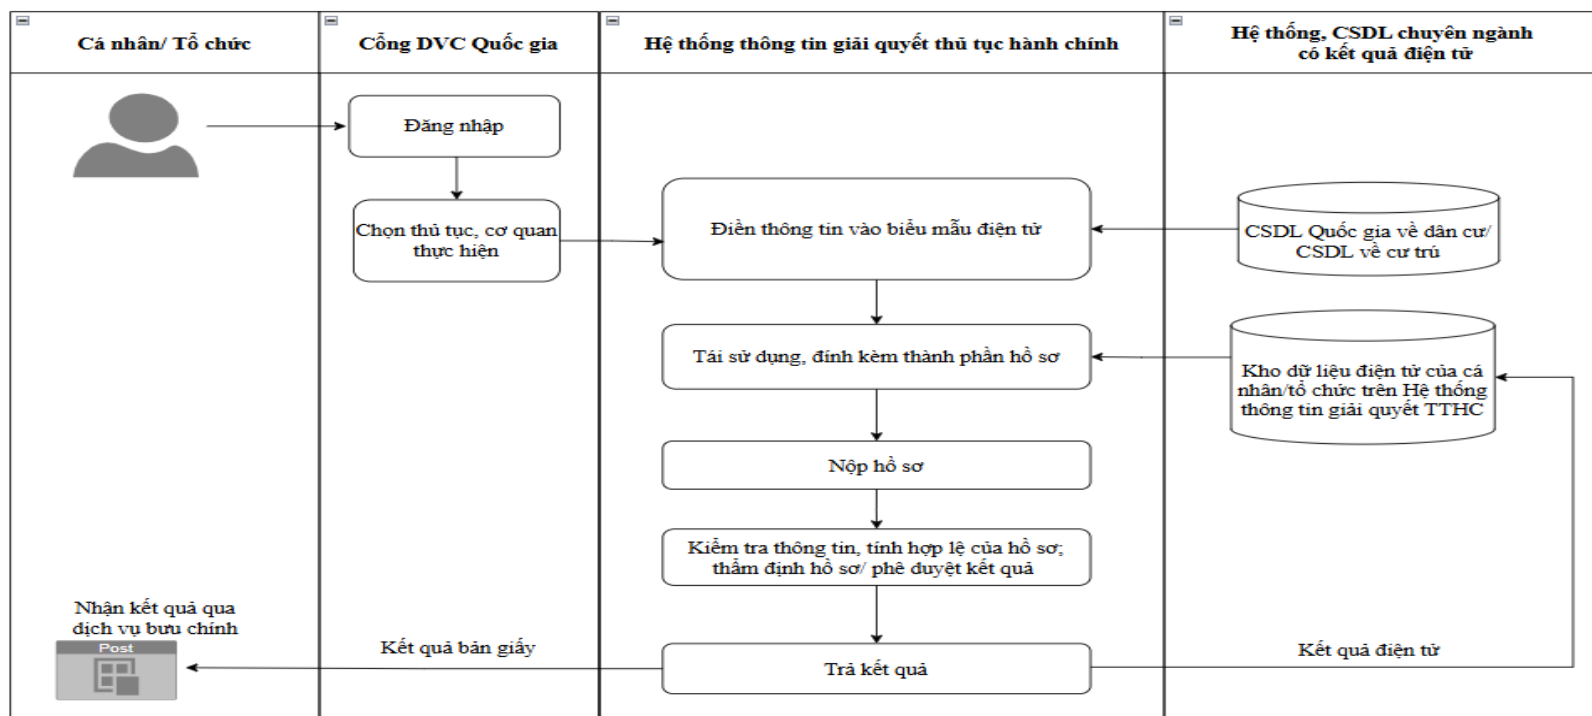 Cá nhân/ Tổ chức
Cổng DVC Quốc gia
Hệ thống thông tin giải quyết thủ tục hành chính
Hệ thống, CSDL chuyên ngành
có kết quả điện tử
Đăng nhập
Chọn thủ tục, cơ quan
thực hiện
Điền thông tin vào biểu mẫu điện tử
CSDL Quốc gia về dân cư/
CSDL về cư trú
Tái sử dụng, đính kèm thành phần hồ sơ
Kho dữ liệu điện tử của cá
nhân/tổ chức trên Hệ thống
thông tin giải quyết TTHC
Nộp hồ sơ
Kiểm tra thông tin, tính hợp lệ của hồ sơ;
thẩm định hồ sơ/ phê duyệt kết quả
Nhận kết quả qua
dịch vụ bưu chính
Post
Kết quả bản giấy
Trả kết quả
Kết quả điện tử